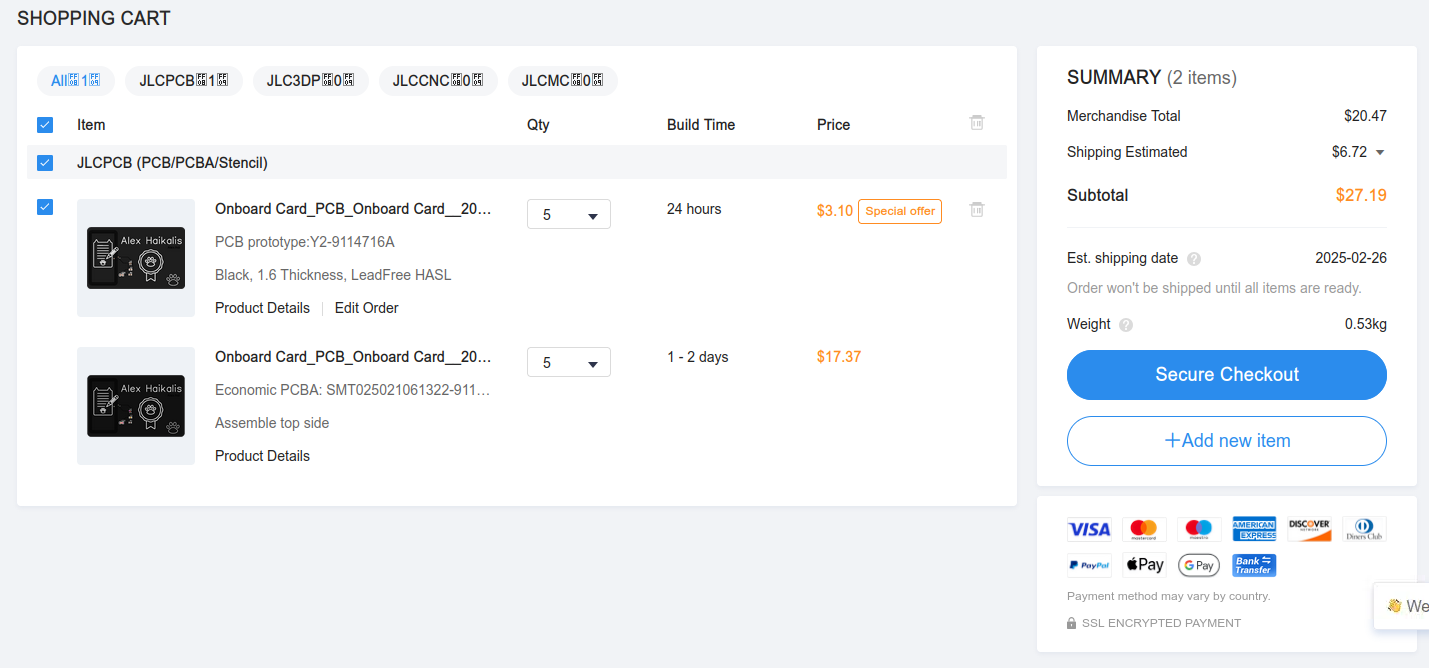 SHOPPING CART
All 1
JLCPCB 1
JLC3DP 0
JLCCNC 0
JLCMC 0
Item Qty Build Time Price
JLCPCB (PCB/PCBA/Stencil)
Alex Haikalis
Onboard Card_PCB_Onboard Card__20...
PCB prototype:Y2-9114716A
Black, 1.6 Thickness, LeadFree HASL
Product Details | Edit Order
5
24 hours
$3.10 Special offer
Alex Haikalis
Onboard Card_PCB_Onboard Card__20...
Economic PCBA: SMT025021061322-911...
Assemble top side
Product Details
5
1 - 2 days
$17.37
SUMMARY (2 items)
Merchandise Total $20.47
Shipping Estimated $6.72
Subtotal $27.19
Est. shipping date ? 2025-02-26
Order won't be shipped until all items are ready.
Weight ? 0.53kg
Secure Checkout
+Add new item
VISA mastercard maestro AMERICAN EXPRESS DISCOVER NETWORK Diners Club
PayPal Pay G Pay Bank Transfer
Payment method may vary by country.
SSL ENCRYPTED PAYMENT
We